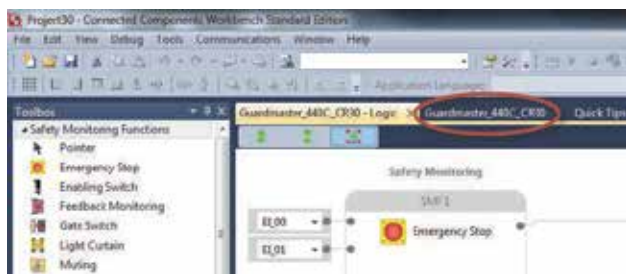 Project30 - Connected Components Workbench Standard Edition
File Edit View Debug Tools Communications Window Help
Application Language:
Toolbox
Guardmaster_440C_CR30 - Logic
Guardmaster_440C_CR30
Quick Tips
Safety Monitoring Functions
Pointer
Emergency Stop
Enabling Switch
Feedback Monitoring
Gate Switch
Light Curtain
Muting
Safety Monitoring
SMF 1
EI_00
Emergency Stop
EI_01